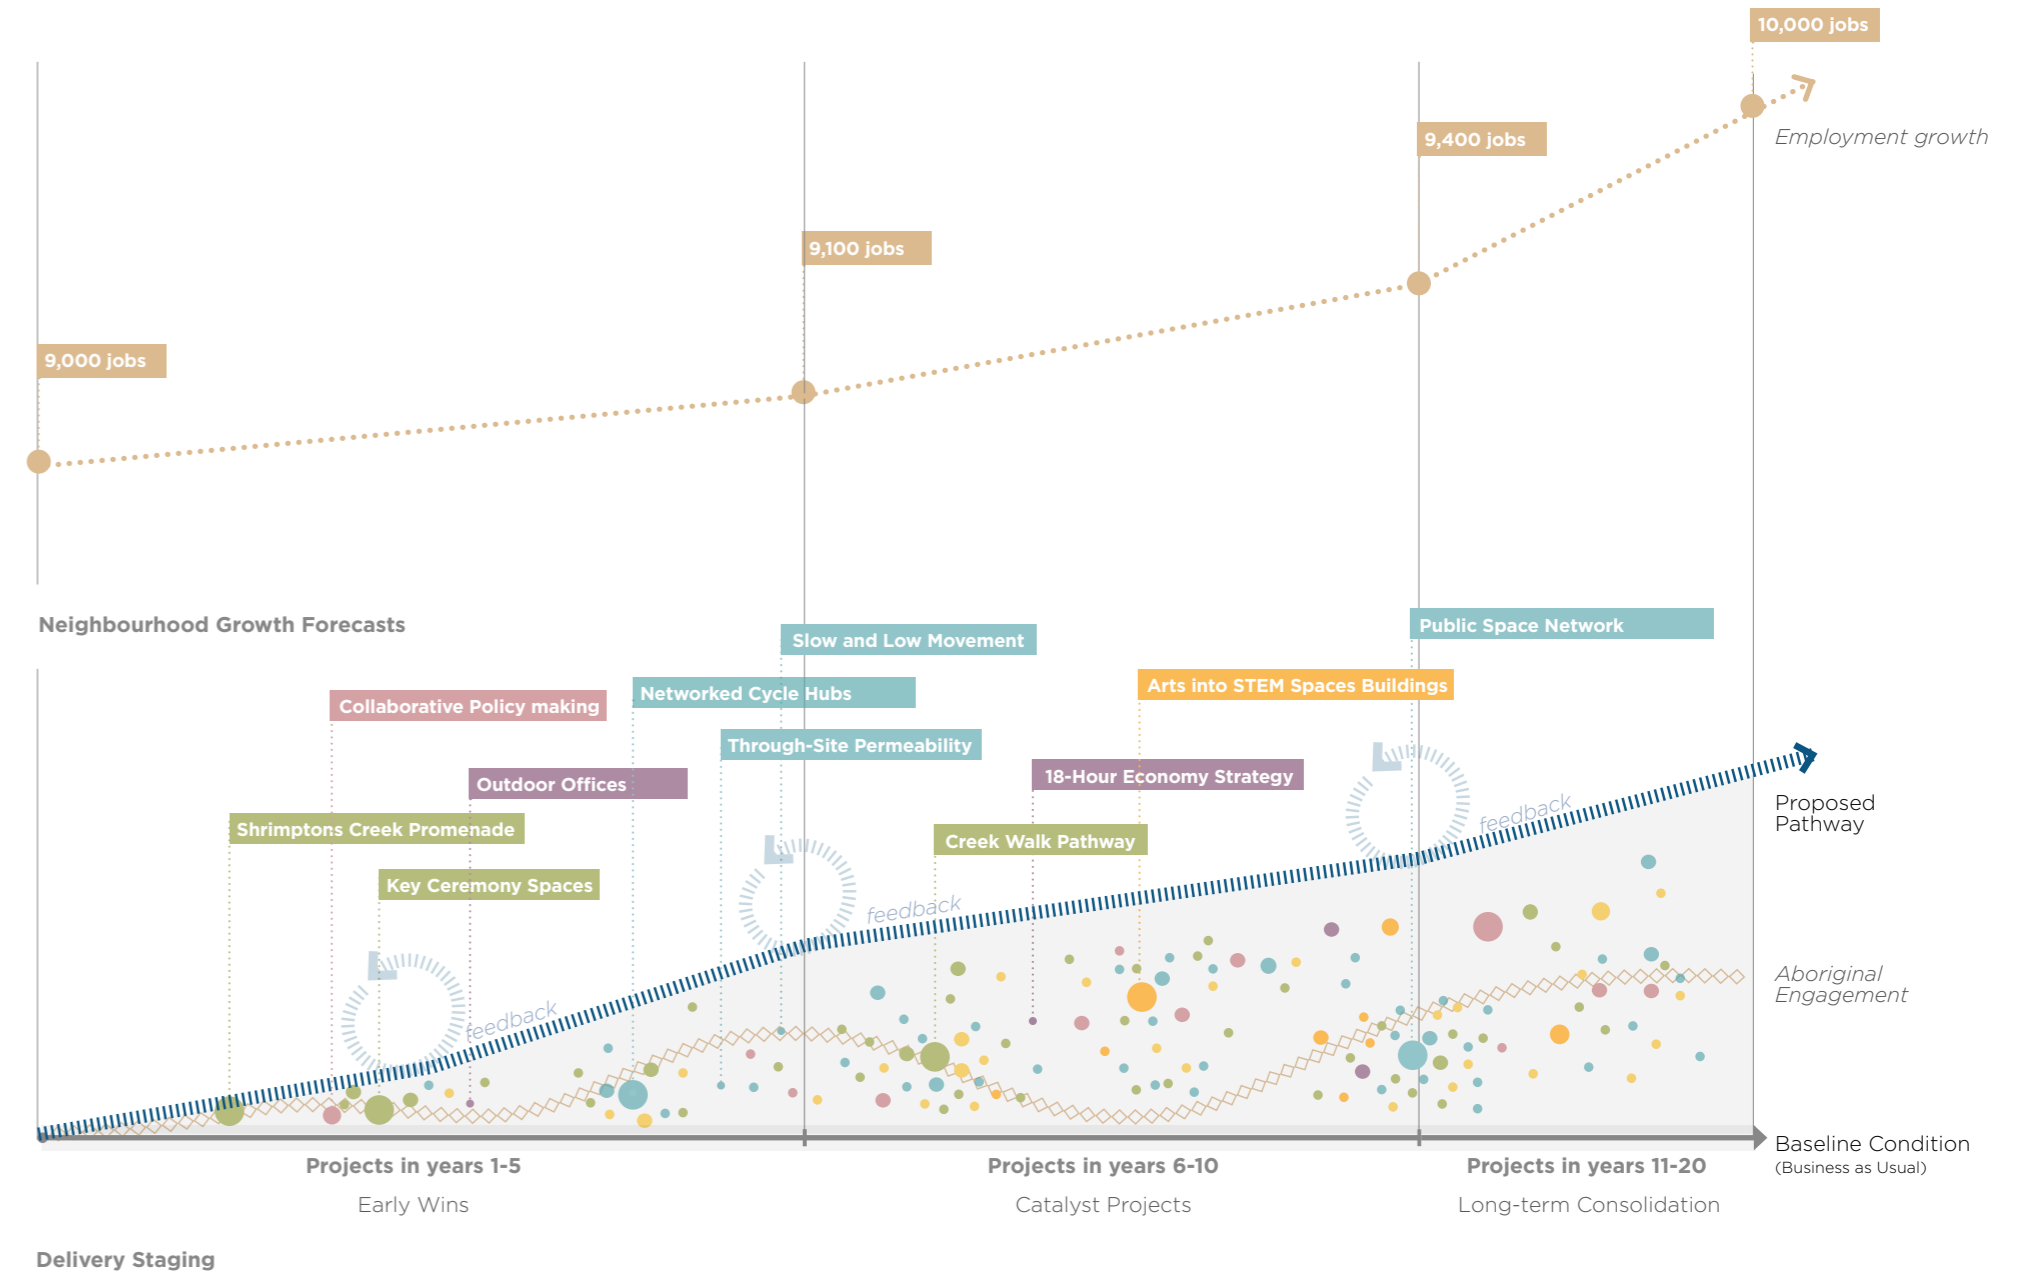 10,000 jobs
Employment growth
9,400 jobs
9,100 jobs
9,000 jobs
Neighbourhood Growth Forecasts
Public Space Network
Slow and Low Movement
Arts into STEM Spaces Buildings
Networked Cycle Hubs
Collaborative Policy making
Through-Site Permeability
18-Hour Economy Strategy
Outdoor Offices
Shrimptons Creek Promenade
Creek Walk Pathway
Key Ceremony Spaces
feedback
feedback
feedback
Proposed
Pathway
Aboriginal
Engagement
Baseline Condition
(Business as Usual)
Projects in years 1-5
Early Wins
Projects in years 6-10
Catalyst Projects
Projects in years 11-20
Long-term Consolidation
Delivery Staging